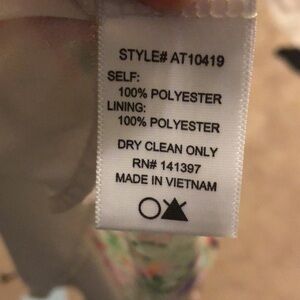 STYLE# AT10419
SELF:
100% POLYESTER
LINING:
100% POLYESTER
DRY CLEAN ONLY
RN# 141397
MADE IN VIETNAM